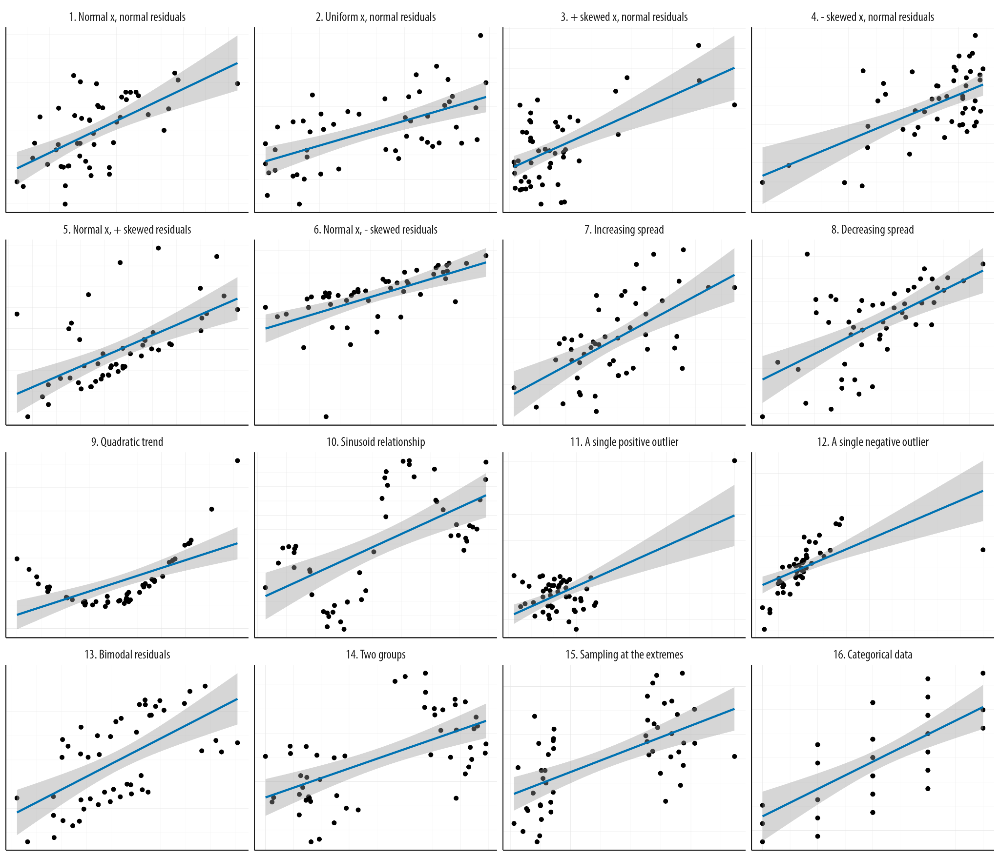 1. Normal x, normal residuals
2. Uniform x, normal residuals
3. + skewed x, normal residuals
4. - skewed x, normal residuals
5. Normal x, + skewed residuals
6. Normal x, - skewed residuals
7. Increasing spread
8. Decreasing spread
9. Quadratic trend
10. Sinusoid relationship
11. A single positive outlier
12. A single negative outlier
13. Bimodal residuals
14. Two groups
15. Sampling at the extremes
16. Categorical data